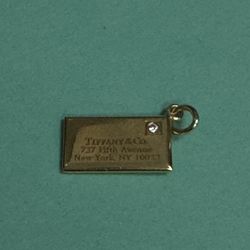 TIFFANY & CO.
727 Fifth Avenue
New York, NY 10022